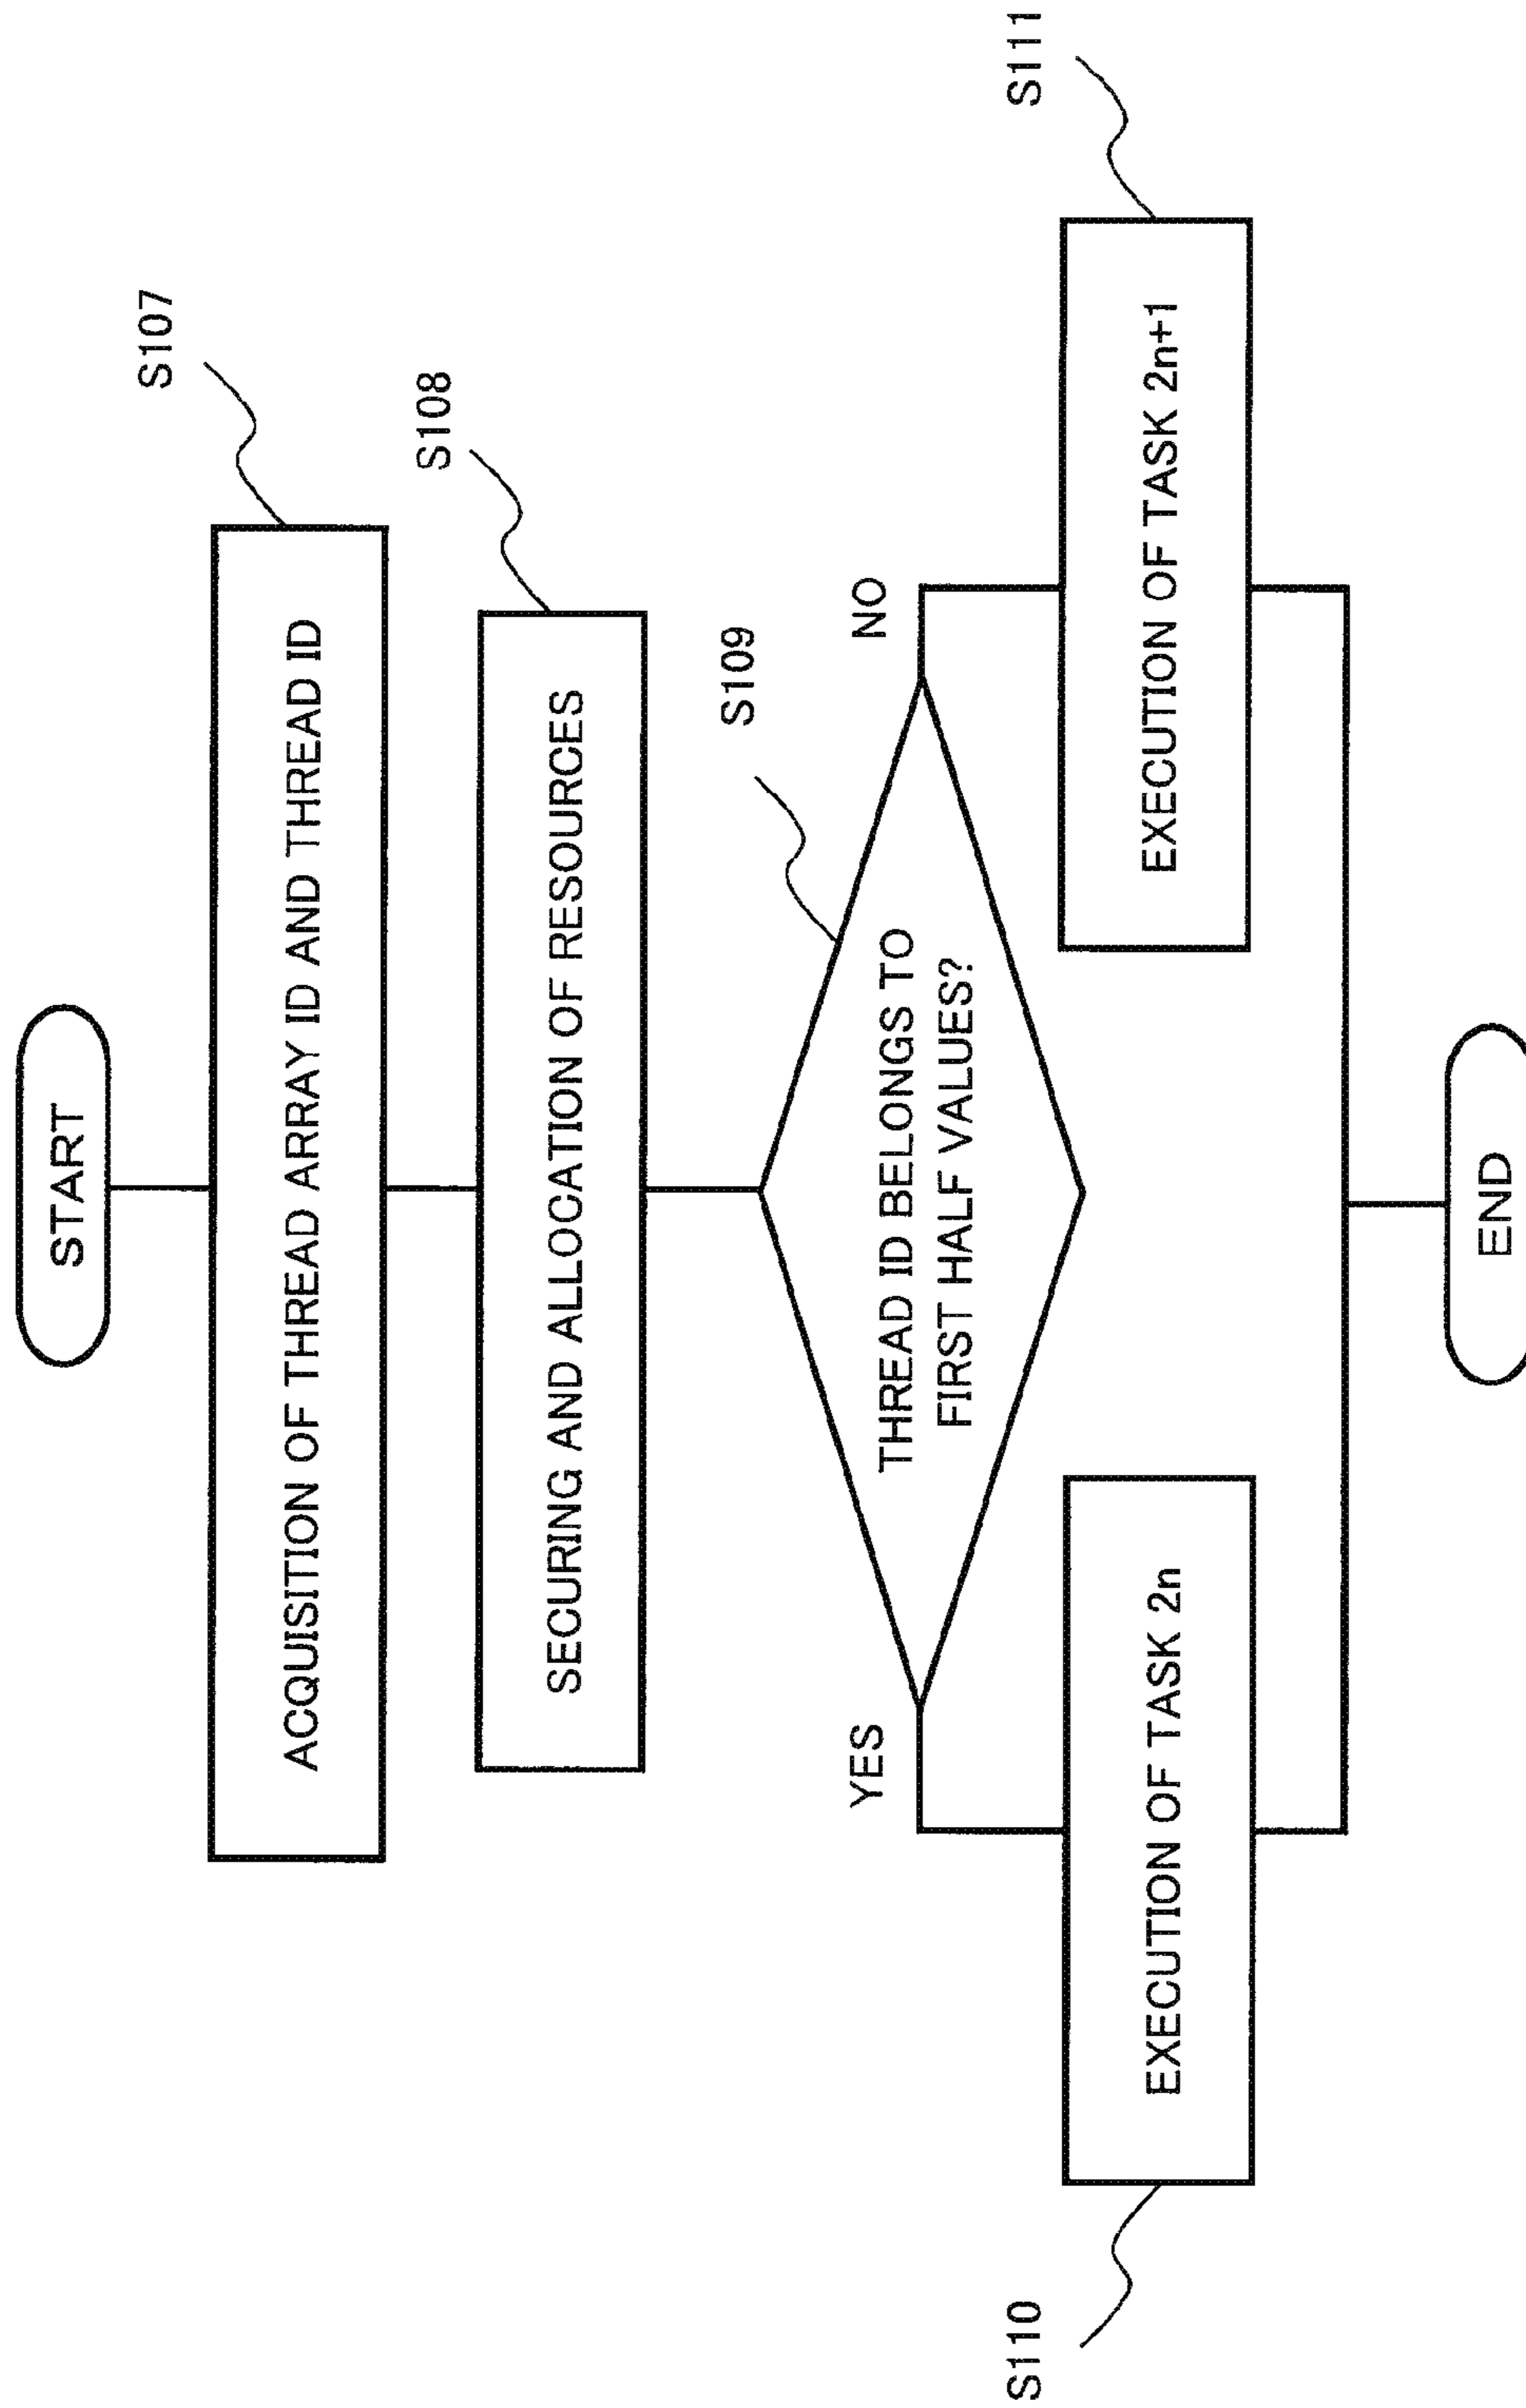 START
ACQUISITION OF THREAD ARRAY ID AND THREAD ID
S107
SECURING AND ALLOCATION OF RESOURCES
S108
THREAD ID BELONGS TO
FIRST HALF VALUES?
S109
YES
NO
EXECUTION OF TASK 2n
S110
EXECUTION OF TASK 2n+1
S111
END